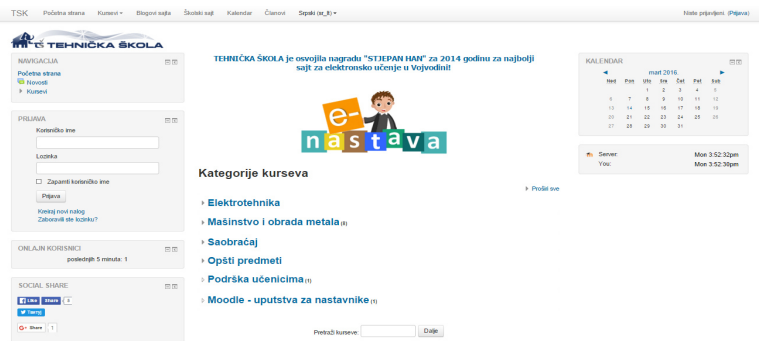 TSK Početna strana Kursevi Blogovi sajta Školski sajt Kalendar Članovi Srpski (sr_lt) Niste prijavljeni. (Prijava)
TEHNIČKA ŠKOLA
NAVIGACIJA
Početna strana
Novosti
Kursevi
PRIJAVA
Korisničko ime
Lozinka
Zapamti korisničko ime
Prijava
Kreiraj novi nalog
Zaboravili ste lozinku?
ONLAJN KORISNICI
poslednjih 5 minuta: 1
SOCIAL SHARE
Like Share
Share 1
TEHNIČKA ŠKOLA je osvojila nagradu "STJEPAN HAN" za 2014 godinu za najbolji
sajt za elektronsko učenje u Vojvodini!
e-
nastava
Kategorije kurseva
Proširi sve
Elektrotehnika
Mašinstvo i obrada metala
Saobraćaj
Opšti predmeti
Podrška učenicima (1)
Moodle - uputstva za nastavnike (1)
Pretraži kurseve: Dalje
KALENDAR
mart 2016.
Ned Pon Uto Sre Čet Pet Sub
1 2 3 4 5
6 7 8 9 10 11 12
13 14 15 16 17 18 19
20 21 22 23 24 25 26
27 28 29 30 31
Server: Mon 3:52:32pm
You: Mon 3:52:30pm